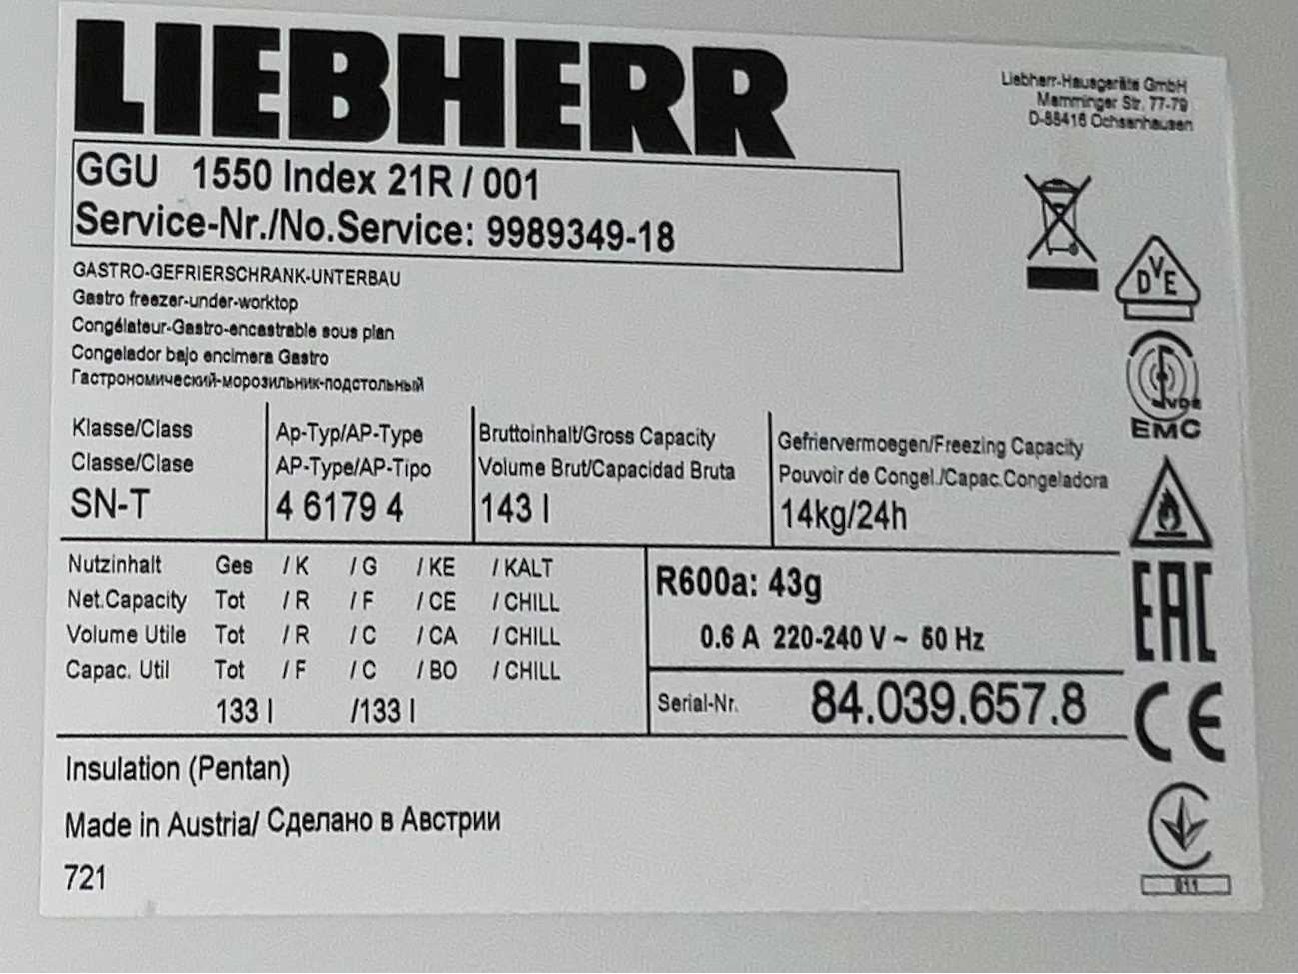 LIEBHERR
Liebherr-Hausgeräte GmbH
Memminger Str. 77-79
D-88416 Ochsenhausen
GGU 1550 Index 21R / 001
Service-Nr./No.Service: 9989349-18
GASTRO-GEFRIERSCHRANK-UNTERBAU
Gastro freezer-under-worktop
Congélateur-Gastro-encastrable sous plan
Congelador bajo encimera Gastro
Гастрономический-морозильник-подстольный
DVE
VDE
EMC
Klasse/Class
Classe/Clase
SN-T
Ap-Typ/AP-Type
AP-Type/AP-Tipo
4 6179 4
Bruttoinhalt/Gross Capacity
Volume Brut/Capacidad Bruta
143 l
Gefriervermoegen/Freezing Capacity
Pouvoir de Congel./Capac.Congeladora
14kg/24h
Nutzinhalt Ges / K / G / KE / KALT
Net.Capacity Tot / R / F / CE / CHILL
Volume Utile Tot / R / C / CA / CHILL
Capac. Util Tot / F / C / BO / CHILL
133 l /133 l
R600a: 43g
0.6 A 220-240 V ~ 50 Hz
Serial-Nr. 84.039.657.8
EAC
CE
011
Insulation (Pentan)
Made in Austria/ Сделано в Австрии
721